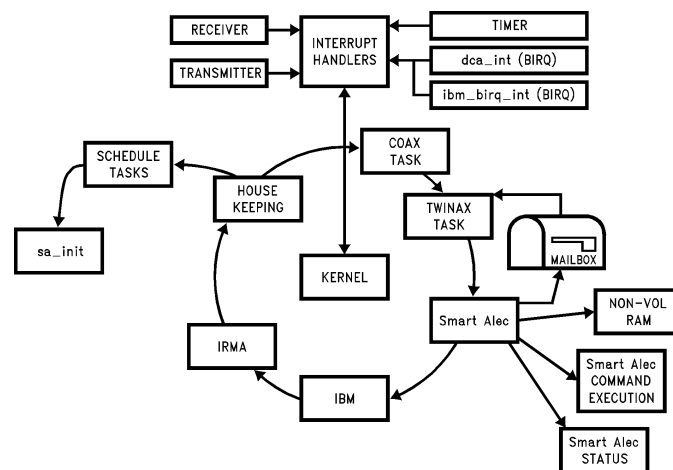 RECEIVER
TRANSMITTER
INTERRUPT
HANDLERS
TIMER
dca_int (BIRQ)
ibm_birq_int (BIRQ)
SCHEDULE
TASKS
sa_init
HOUSE
KEEPING
COAX
TASK
TWINAX
TASK
MAILBOX
KERNEL
Smart Alec
NON-VOL
RAM
IRMA
IBM
Smart Alec
COMMAND
EXECUTION
Smart Alec
STATUS